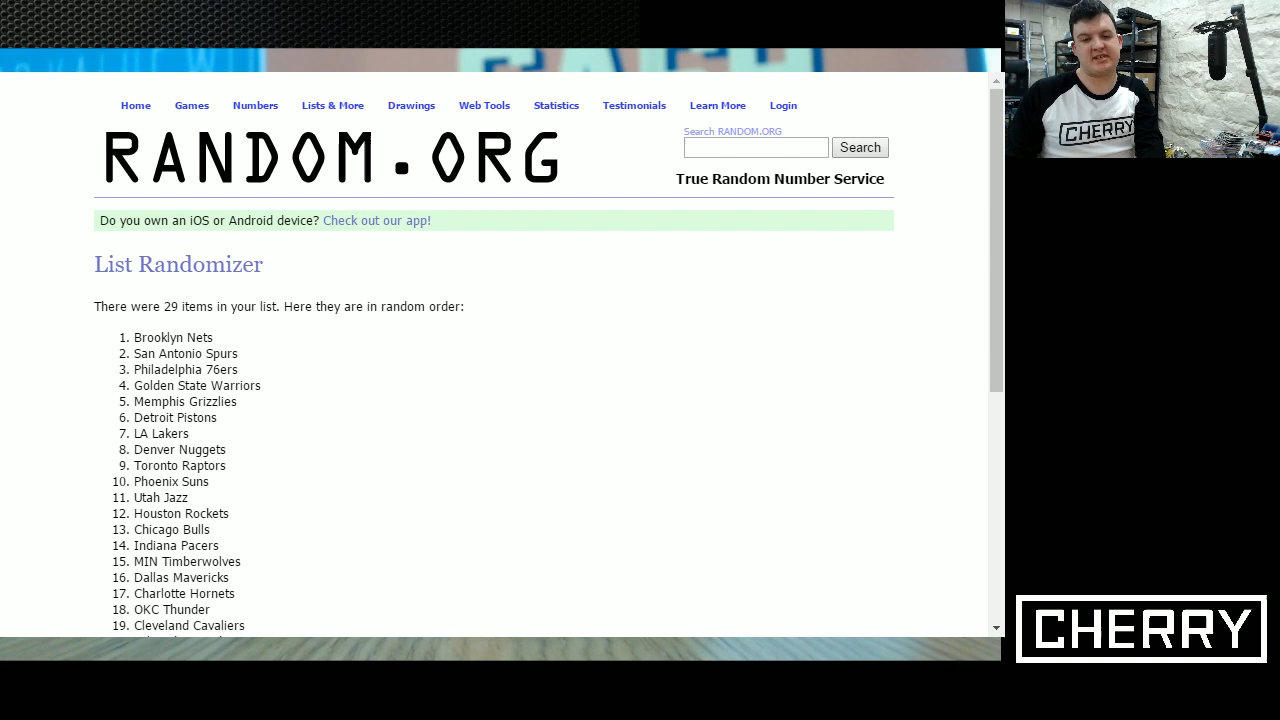 Home Games Numbers Lists & More Drawings Web Tools Statistics Testimonials Learn More Login
RANDOM.ORG
Search RANDOM.ORG
Search
True Random Number Service
Do you own an iOS or Android device? Check out our app!
List Randomizer
There were 29 items in your list. Here they are in random order:
1. Brooklyn Nets
2. San Antonio Spurs
3. Philadelphia 76ers
4. Golden State Warriors
5. Memphis Grizzlies
6. Detroit Pistons
7. LA Lakers
8. Denver Nuggets
9. Toronto Raptors
10. Phoenix Suns
11. Utah Jazz
12. Houston Rockets
13. Chicago Bulls
14. Indiana Pacers
15. MIN Timberwolves
16. Dallas Mavericks
17. Charlotte Hornets
18. OKC Thunder
19. Cleveland Cavaliers
CHERRY
CHERRY